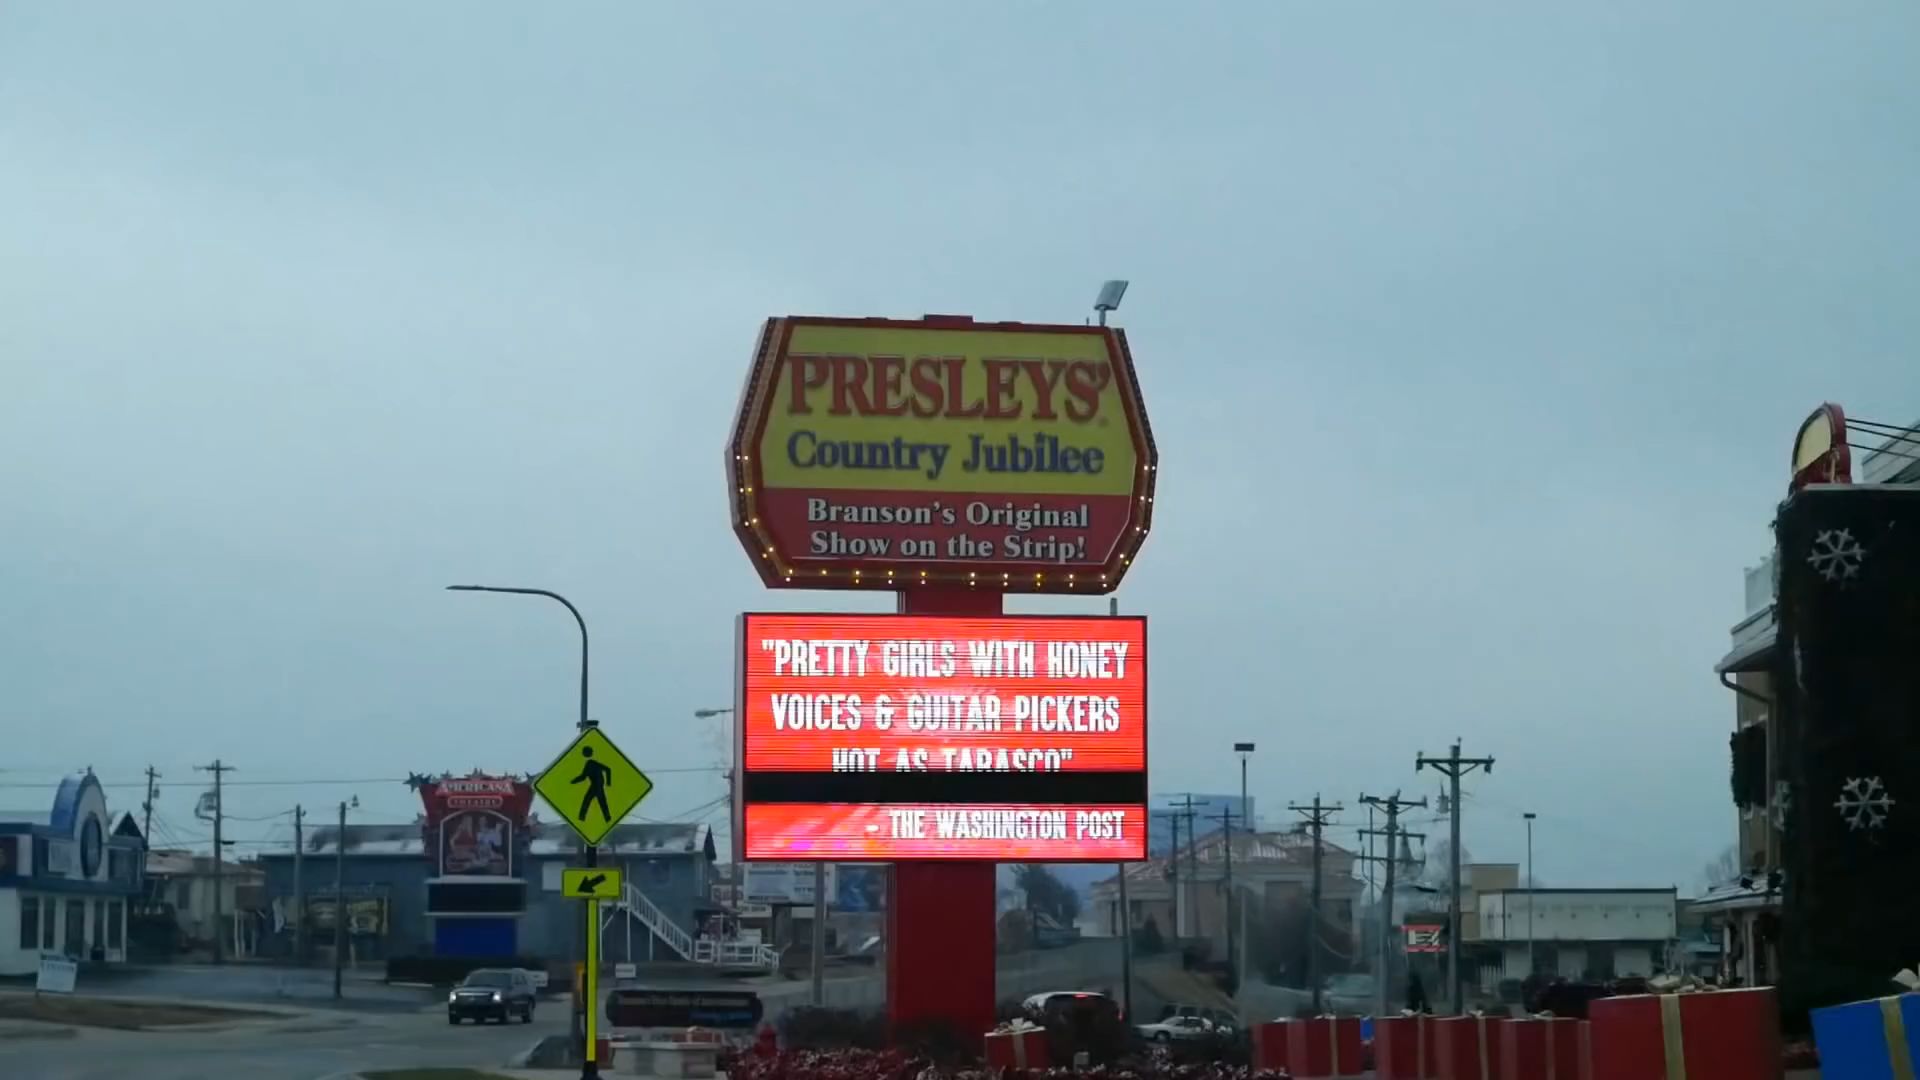 PRESLEYS'
Country Jubilee
Branson's Original
Show on the Strip!
"PRETTY GIRLS WITH HONEY
VOICES & GUITAR PICKERS
HOT AS TABASCO"
- THE WASHINGTON POST
AMERICANA
THEATRE